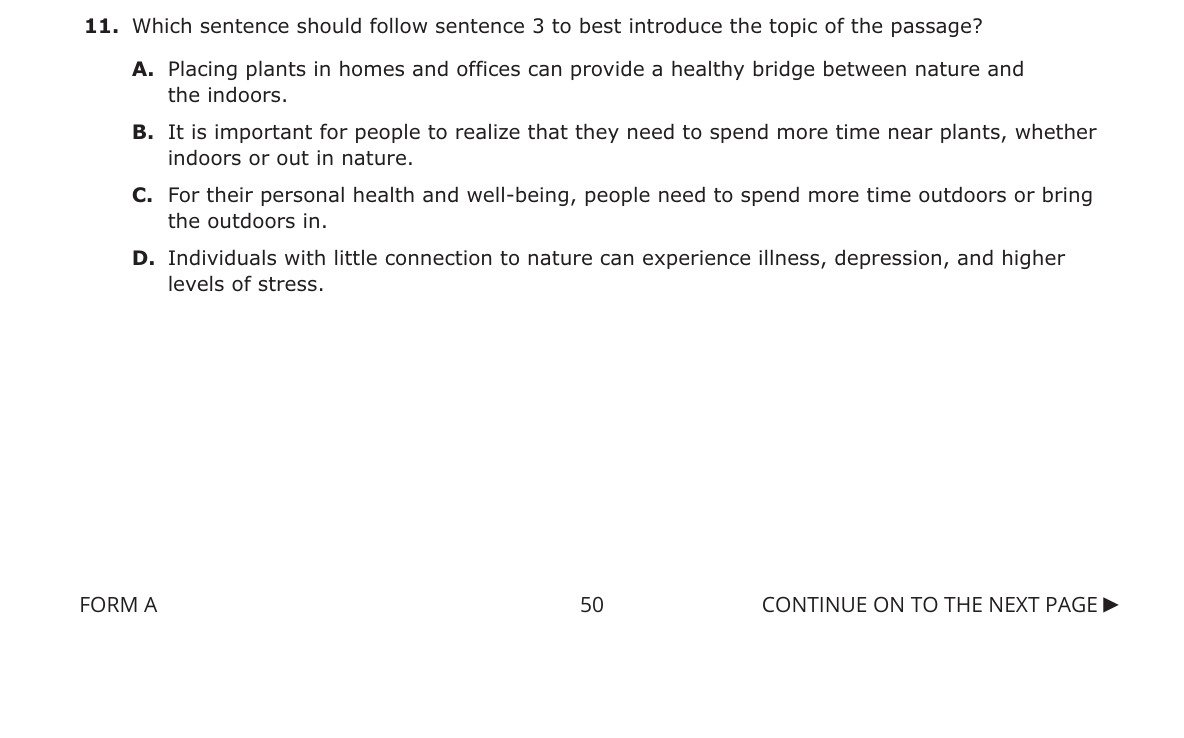 11. Which sentence should follow sentence 3 to best introduce the topic of the passage?
A. Placing plants in homes and offices can provide a healthy bridge between nature and
the indoors.
B. It is important for people to realize that they need to spend more time near plants, whether
indoors or out in nature.
C. For their personal health and well-being, people need to spend more time outdoors or bring
the outdoors in.
D. Individuals with little connection to nature can experience illness, depression, and higher
levels of stress.
FORM A 50 CONTINUE ON TO THE NEXT PAGE ►